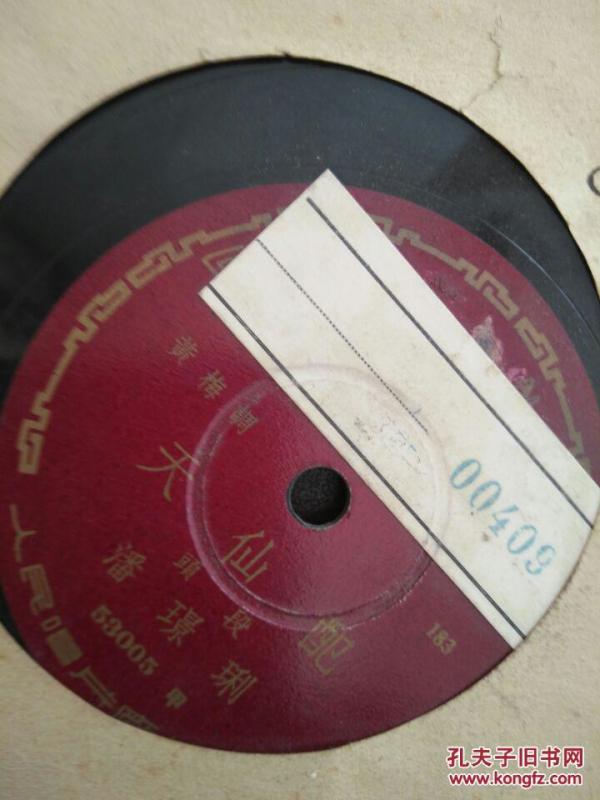 黄梅調
天仙配
頭段
潘璟琍
53005 甲
183
人民唱片
00409
孔夫子旧书网
www.kongfz.com